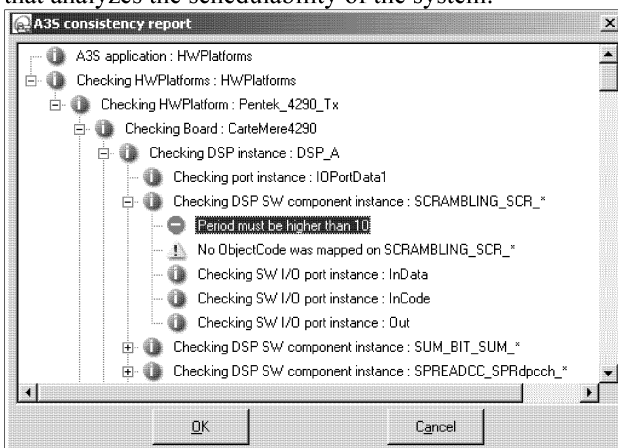 that analyzes the schedulability of the system.
A3S consistency report
A3S application : HWPlatforms
Checking HWPlatforms : HWPlatforms
Checking HWPlatform : Pentek_4290_Tx
Checking Board : CarteMere4290
Checking DSP instance : DSP_A
Checking port instance : IOPortData1
Checking DSP SW component instance : SCRAMBLING_SCR_*
Period must be higher than 10
No ObjectCode was mapped on SCRAMBLING_SCR_*
Checking SW I/O port instance : InData
Checking SW I/O port instance : InCode
Checking SW I/O port instance : Out
Checking DSP SW component instance : SUM_BIT_SUM_*
Checking DSP SW component instance : SPREADCC_SPRdpcch_*
OK Cancel